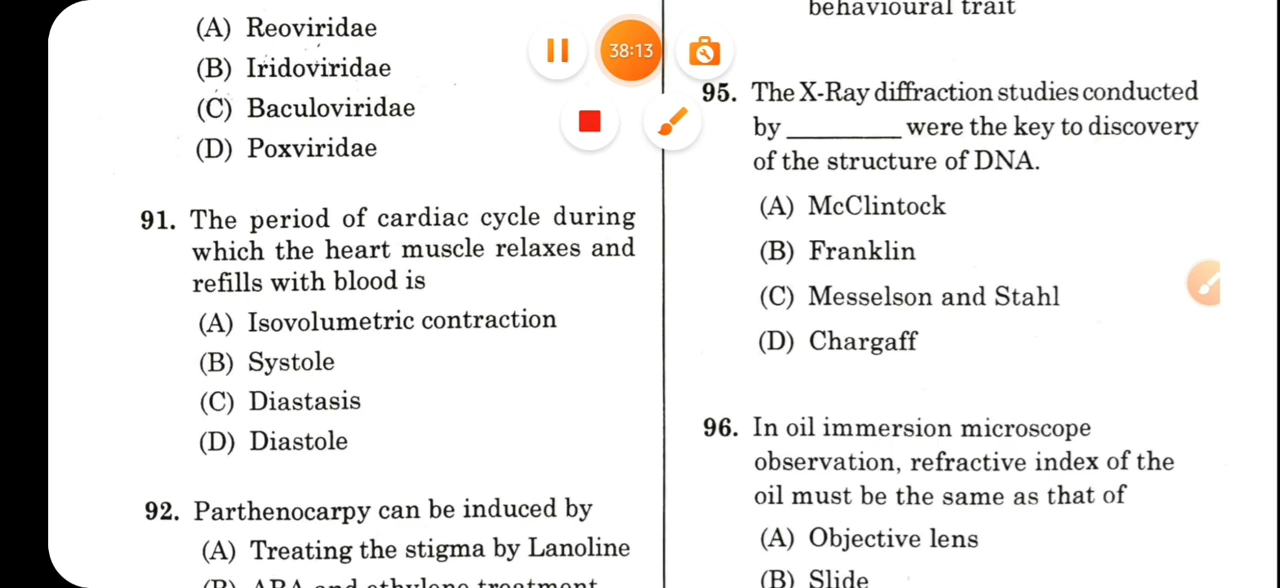 (A) Reoviridae
(B) Iridoviridae
(C) Baculoviridae
(D) Poxviridae
91. The period of cardiac cycle during
which the heart muscle relaxes and
refills with blood is
(A) Isovolumetric contraction
(B) Systole
(C) Diastasis
(D) Diastole
92. Parthenocarpy can be induced by
(A) Treating the stigma by Lanoline
(B) ABA and ethylene treatment
38:13
behavioural trait
95. The X-Ray diffraction studies conducted
by ________ were the key to discovery
of the structure of DNA.
(A) McClintock
(B) Franklin
(C) Messelson and Stahl
(D) Chargaff
96. In oil immersion microscope
observation, refractive index of the
oil must be the same as that of
(A) Objective lens
(B) Slide